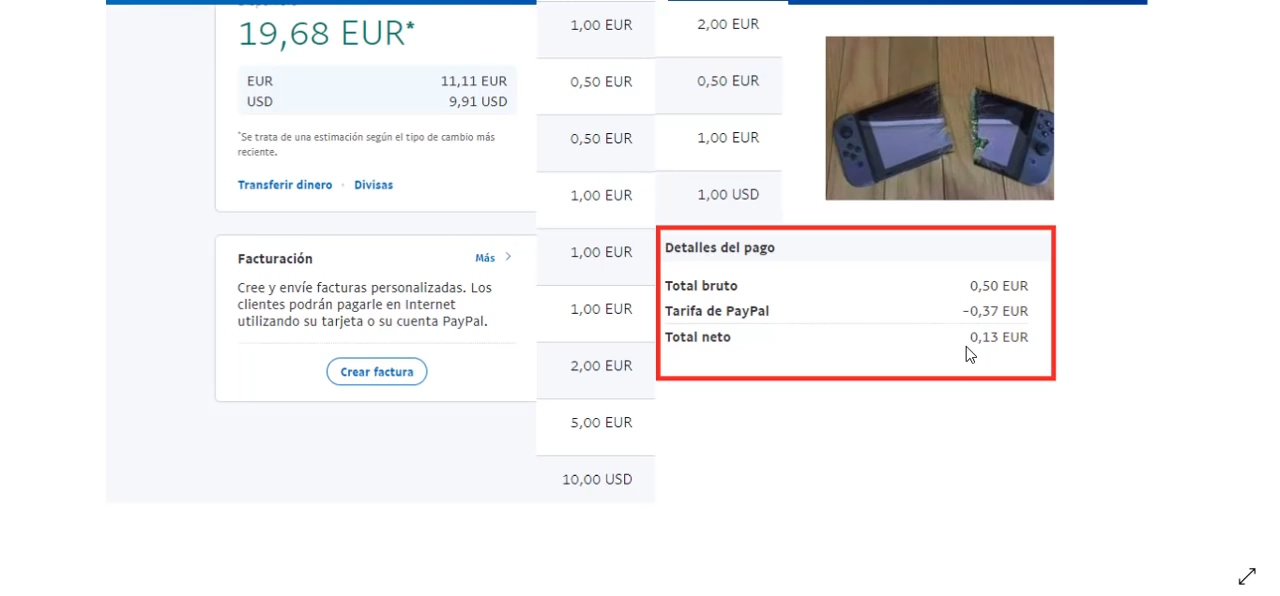 19,68 EUR*
EUR 11,11 EUR
USD 9,91 USD
*Se trata de una estimación según el tipo de cambio más
reciente.
Transferir dinero · Divisas
Facturación Más >
Cree y envíe facturas personalizadas. Los
clientes podrán pagarle en Internet
utilizando su tarjeta o su cuenta PayPal.
Crear factura
1,00 EUR
0,50 EUR
0,50 EUR
1,00 EUR
1,00 EUR
1,00 EUR
2,00 EUR
5,00 EUR
10,00 USD
2,00 EUR
0,50 EUR
1,00 EUR
1,00 USD
Detalles del pago
Total bruto 0,50 EUR
Tarifa de PayPal -0,37 EUR
Total neto 0,13 EUR